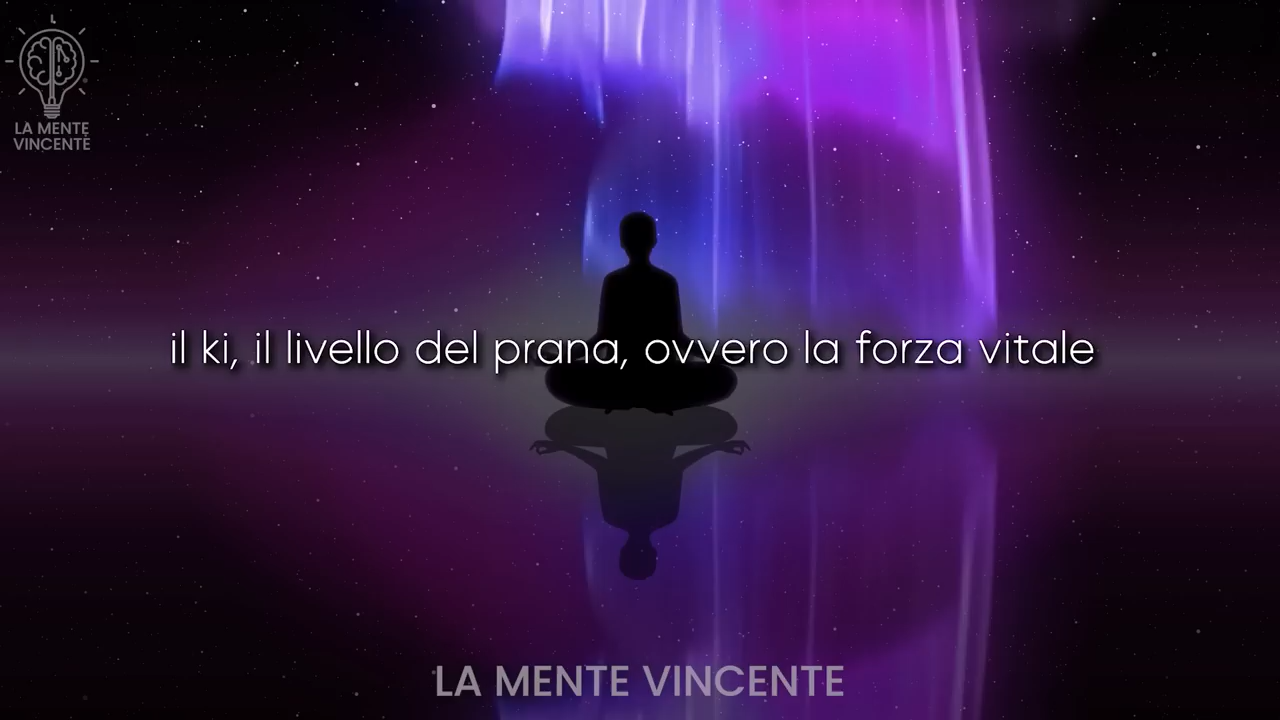 LA MENTE
VINCENTE
il ki, il livello del prana, ovvero la forza vitale
LA MENTE VINCENTE